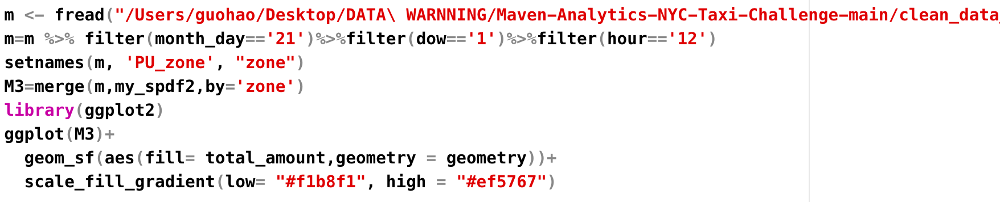 m <- fread("/Users/guohao/Desktop/DATA\ WARNNING/Maven-Analytics-NYC-Taxi-Challenge-main/clean_data
m=m %>% filter(month_day=='21')%>%filter(dow=='1')%>%filter(hour=='12')
setnames(m, 'PU_zone', "zone")
M3=merge(m,my_spdf2,by='zone')
library(ggplot2)
ggplot(M3)+
  geom_sf(aes(fill= total_amount,geometry = geometry))+
  scale_fill_gradient(low= "#f1b8f1", high = "#ef5767")